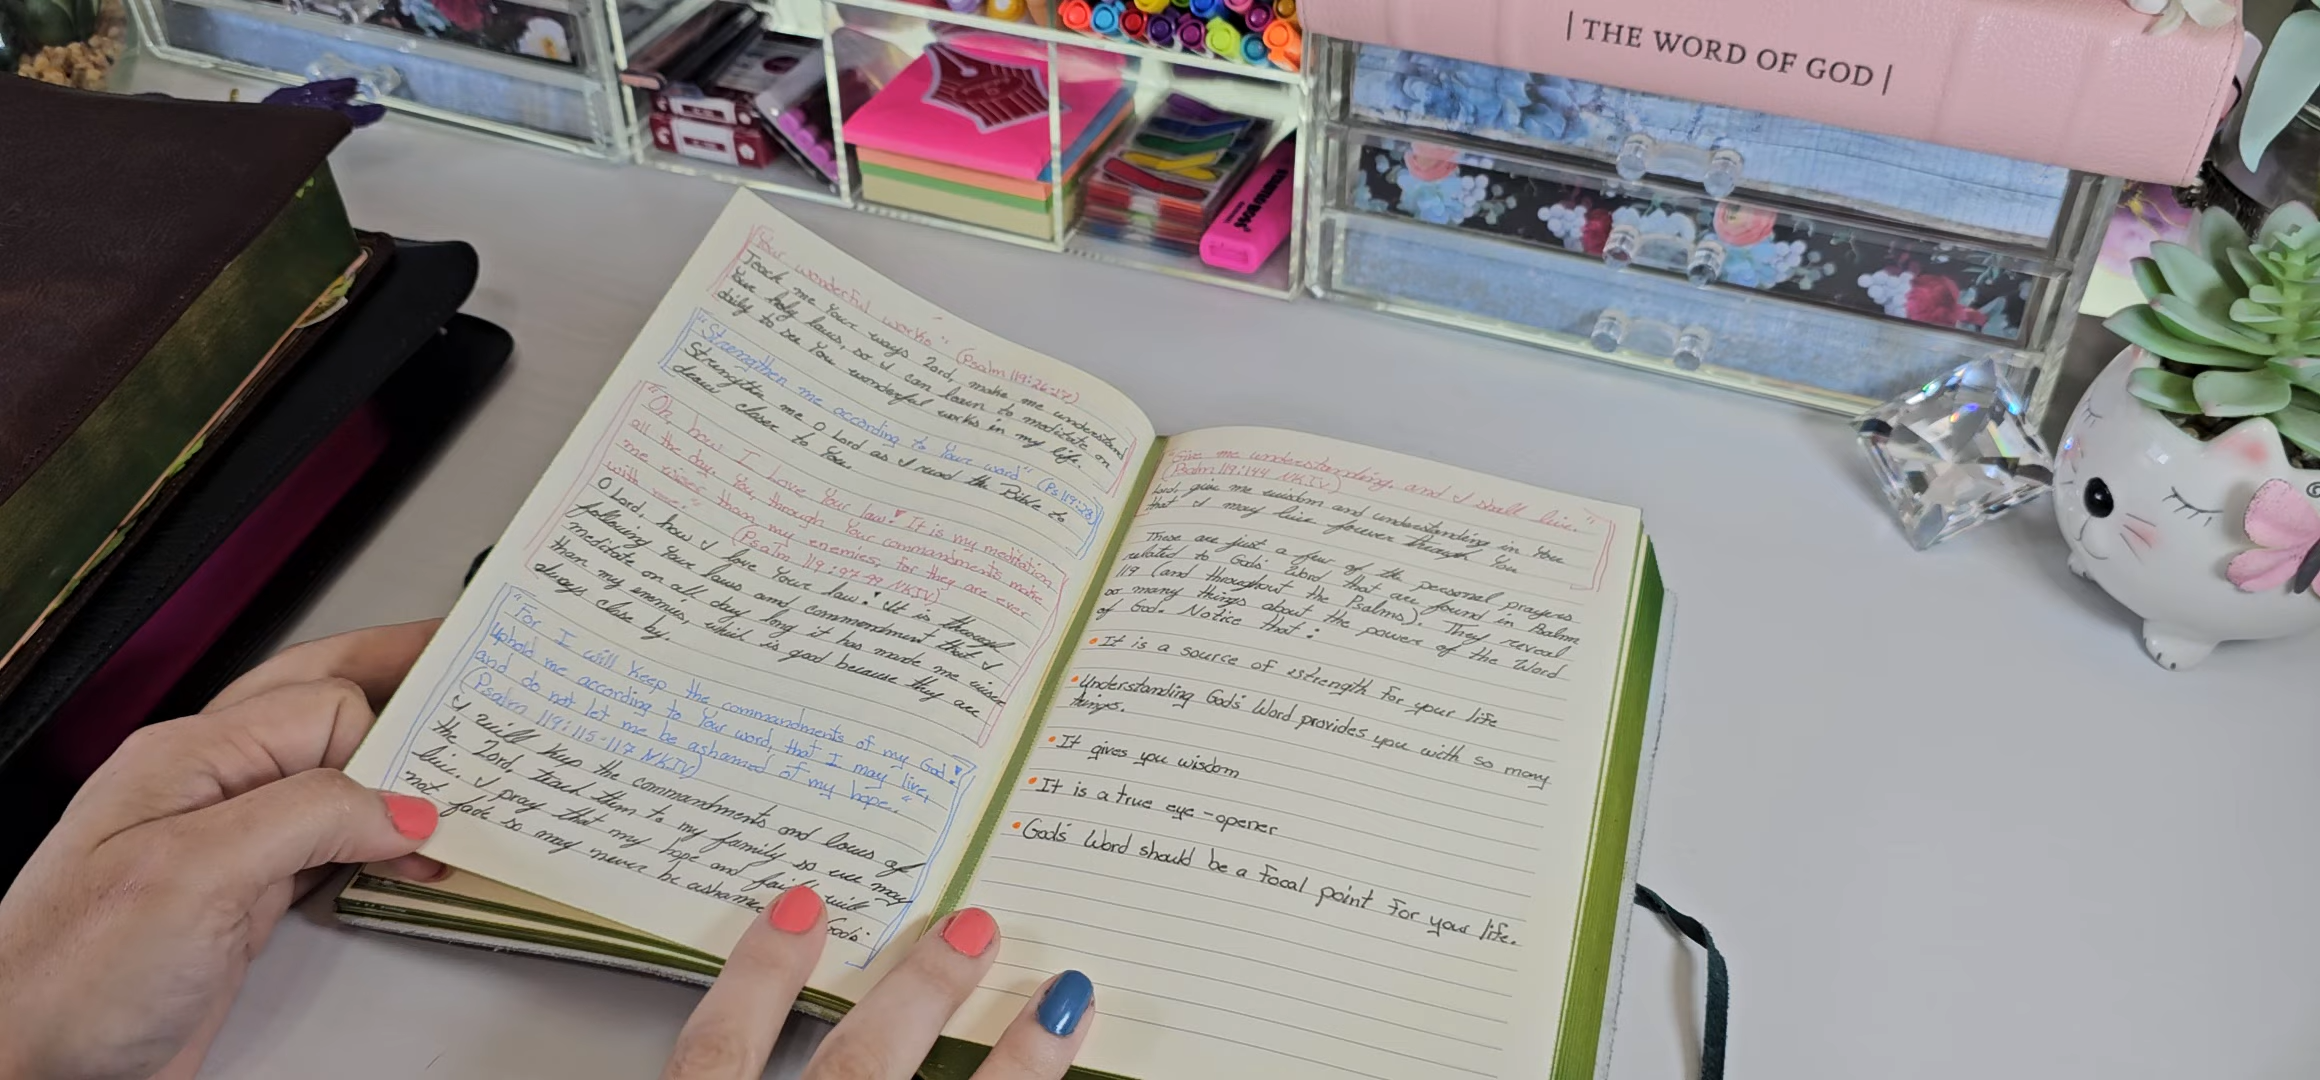 | THE WORD OF GOD |
STABILO BOSS
Your wonderful works." (Psalm 119:26-27)
Teach me Your ways Lord, make me understand
Your holy laws, so I can learn to meditate on
daily to see You wonderful works in my life.
"Strengthen me according to Your word" (Ps 119:28)
Strengthen me O Lord as I read the Bible to
draw closer to You.
"Oh, how I love Your law! It is my meditation
all the day. You, through Your commandments make
me wiser than my enemies; for they are ever
with me." (Psalm 119:97-99 NKJV)
O Lord, how I love Your law! It is through
following Your laws and commendment that I
meditate on all day long it has made me wiser
than my enemies, which is good because they are
always close by.
"For I will keep the commandments of my God!
Uphold me according to Your word, that I may live,
and do not let me be ashamed of my hope."
(Psalm 119:115-117 NKJV)
I will keep the commandments and laws of
the Lord, teach them to my family so we may
live. I pray that my hope and faith will
not fade so may never be ashamed God's
"Give me understanding, and I shall live."
(Psalm 119:144 NKJV)
Lord give me wisdom and understanding in You
that I may live forever through You
These are just a few of the personal prayers
related to God's Word that are found in Psalm
119 (and throughout the Psalms). They reveal
so many things about the power of the Word
of God. Notice that:
• It is a source of strength for your life
• Understanding God's Word provides you with so many
things.
• It gives you wisdom
• It is a true eye-opener
• God's Word should be a focal point for your life.